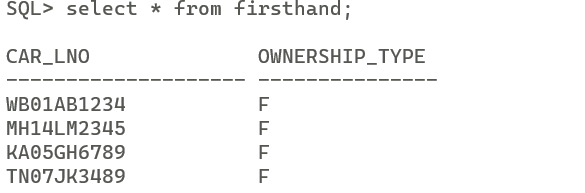 SQL> select * from firsthand;
CAR_LNO OWNERSHIP_TYPE
-------------------- ---------------
WB01AB1234 F
MH14LM2345 F
KA05GH6789 F
TN07JK3489 F